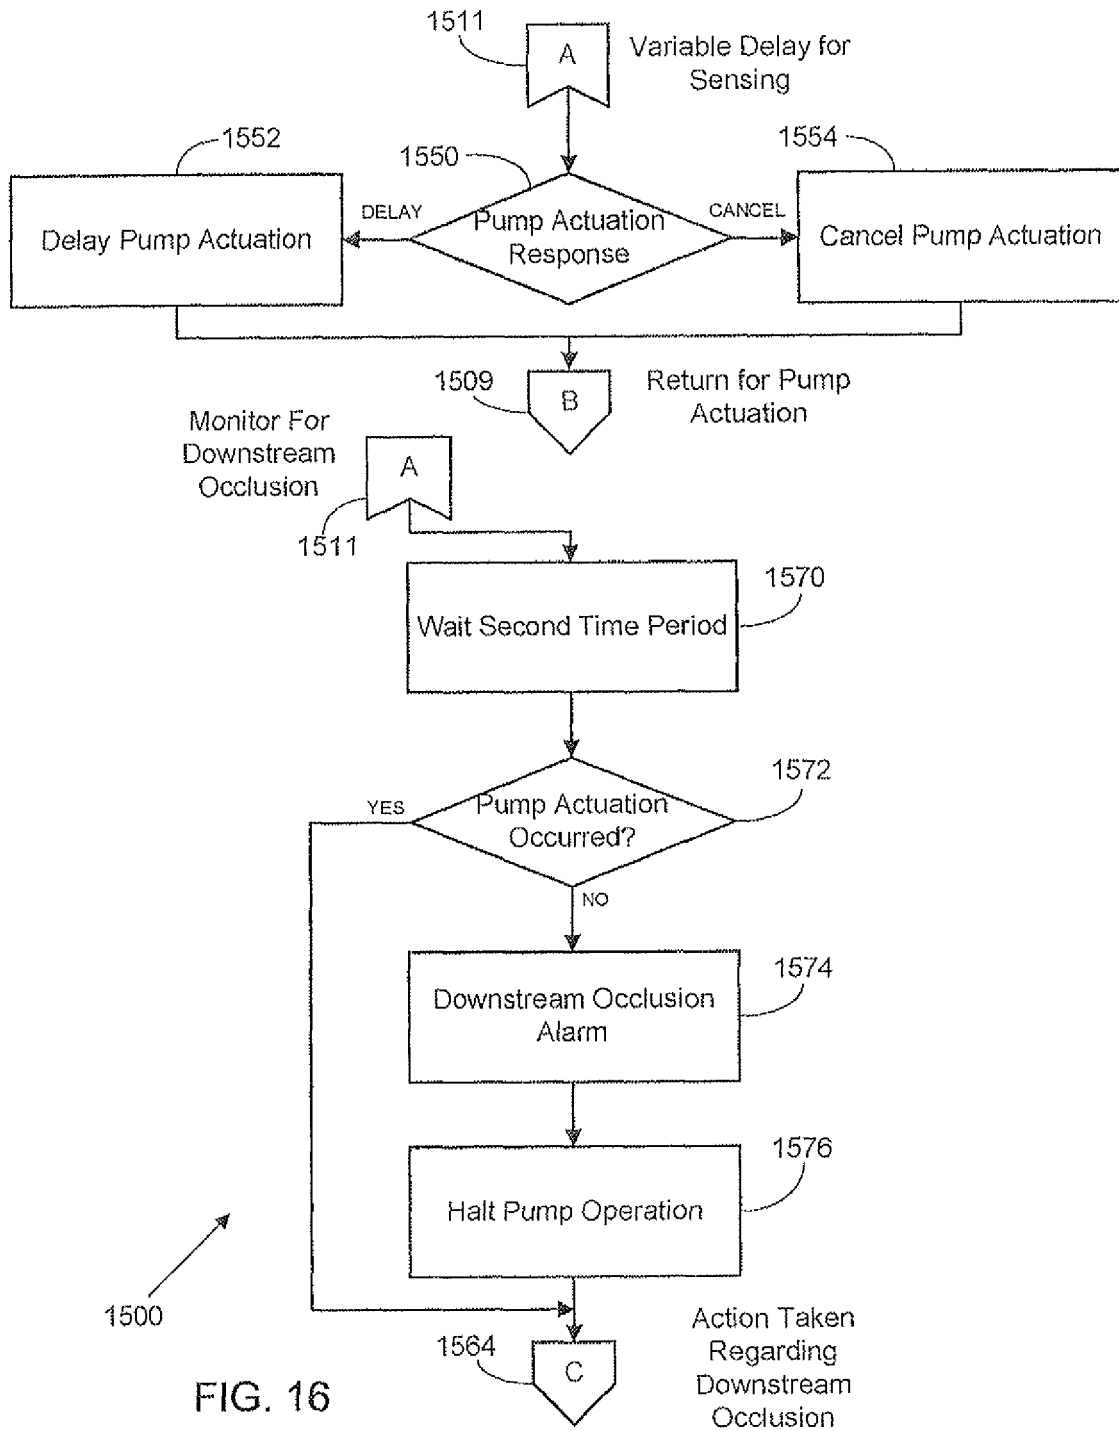 1511
A
Variable Delay for
Sensing
1552
1550
1554
DELAY
CANCEL
Delay Pump Actuation
Pump Actuation
Response
Cancel Pump Actuation
1509
B
Return for Pump
Actuation
Monitor For
Downstream
Occlusion
A
1511
1570
Wait Second Time Period
1572
YES
Pump Actuation
Occurred?
NO
1574
Downstream Occlusion
Alarm
1576
Halt Pump Operation
1500
1564
C
Action Taken
Regarding
Downstream
Occlusion
FIG. 16